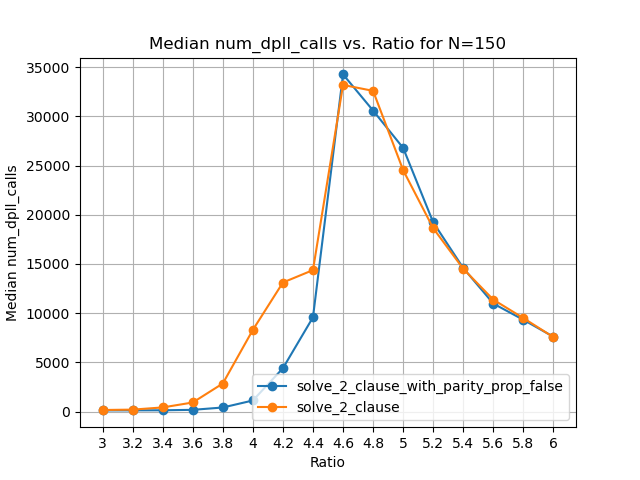 Median num_dpll_calls vs. Ratio for N=150
Median num_dpll_calls
35000
30000
25000
20000
15000
10000
5000
0
solve_2_clause_with_parity_prop_false
solve_2_clause
3 3.2 3.4 3.6 3.8 4 4.2 4.4 4.6 4.8 5 5.2 5.4 5.6 5.8 6
Ratio